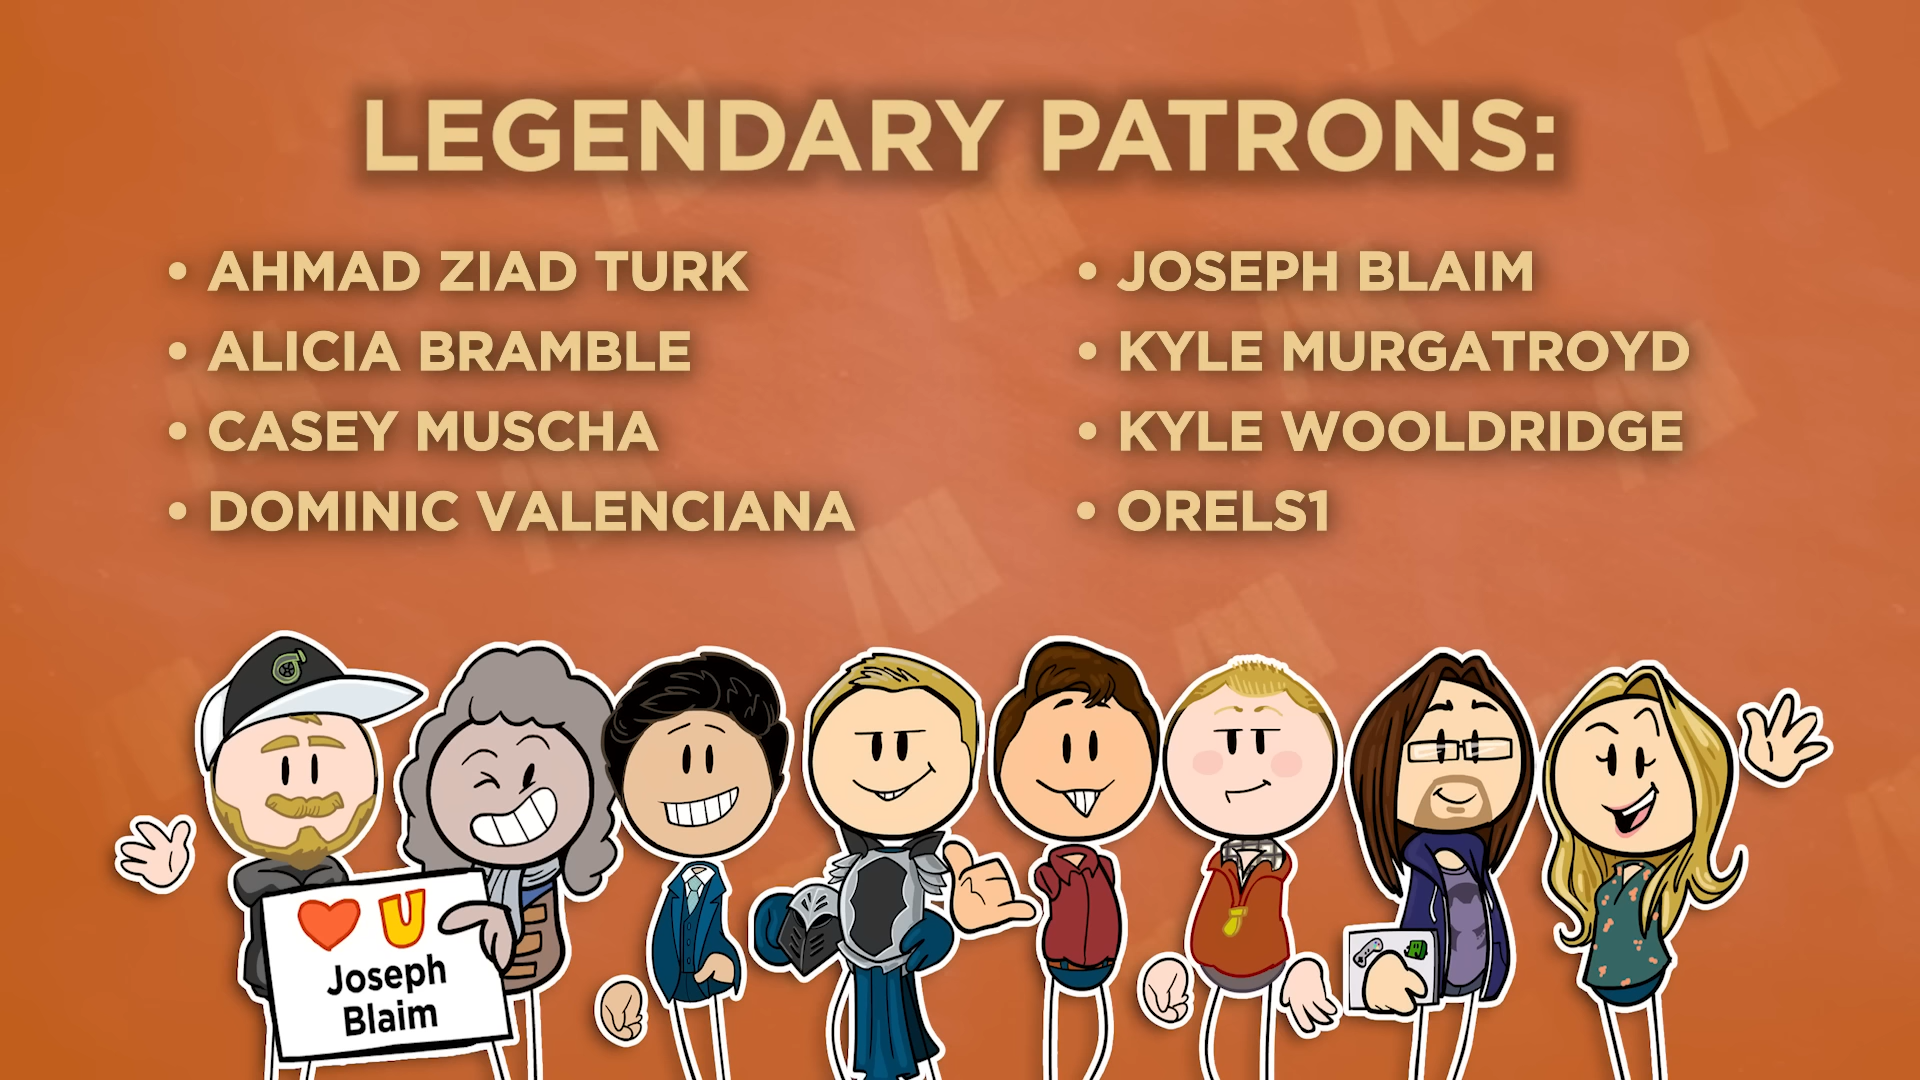 LEGENDARY PATRONS:
• AHMAD ZIAD TURK
• ALICIA BRAMBLE
• CASEY MUSCHA
• DOMINIC VALENCIANA
• JOSEPH BLAIM
• KYLE MURGATROYD
• KYLE WOOLDRIDGE
• ORELS1
❤ U
Joseph
Blaim